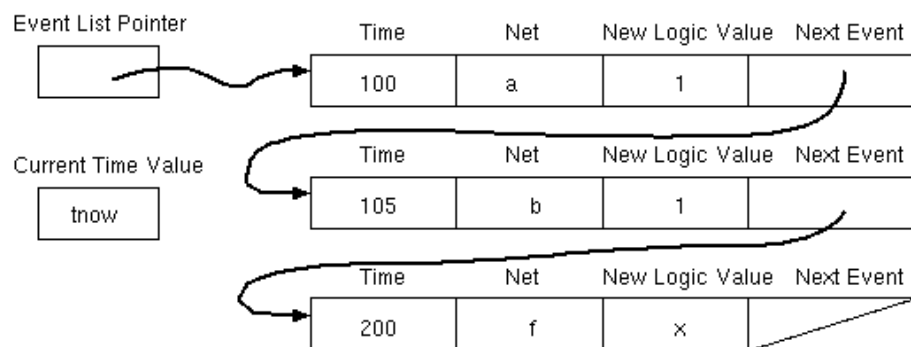 Event List Pointer
Time Net New Logic Value Next Event
100 a 1
Current Time Value
tnow
Time Net New Logic Value Next Event
105 b 1
Time Net New Logic Value Next Event
200 f x